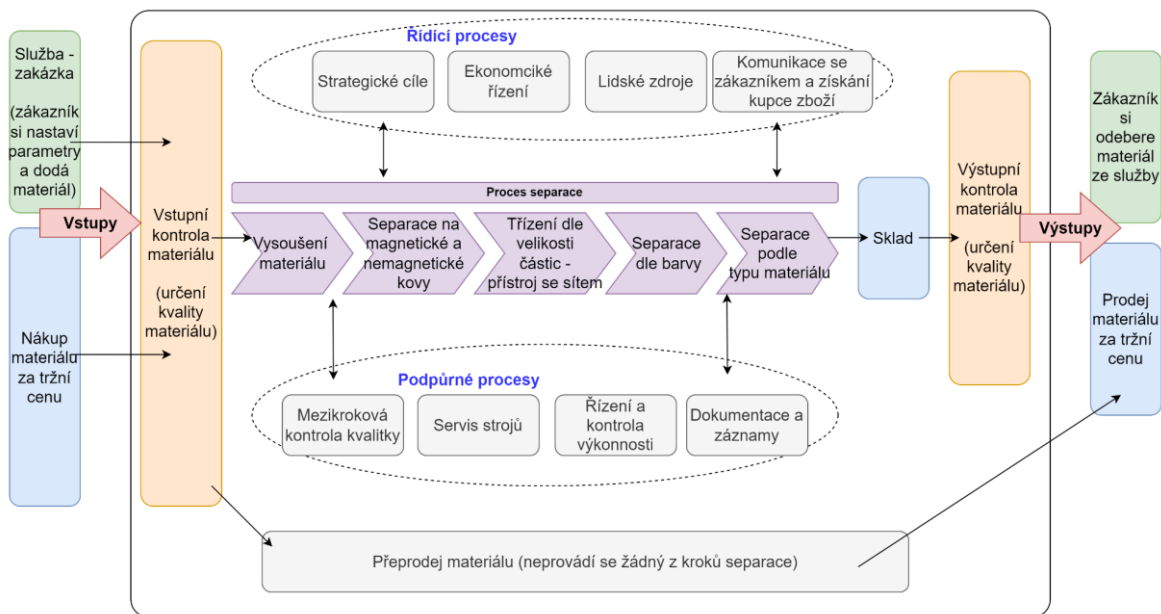 Služba -
zakázka
(zákazník
si nastaví
parametry
a dodá
materiál)
Vstupy
Nákup
materiálu
za tržní
cenu
Vstupní
kontrola
materiálu
(určení
kvality
materiálu)
Řídící procesy
Strategické cíle
Ekonomciké
řízení
Lidské zdroje
Komunikace se
zákazníkem a získání
kupce zboží
Proces separace
Vysoušení
materiálu
Separace na
magnetické a
nemagnetické
kovy
Třízení dle
velikosti
částic -
přístroj se sítem
Separace
dle barvy
Separace
podle
typu materiálu
Sklad
Podpůrné procesy
Mezikroková
kontrola kvalitky
Servis strojů
Řízení a
kontrola
výkonnosti
Dokumentace a
záznamy
Přeprodej materiálu (neprovádí se žádný z kroků separace)
Výstupní
kontrola
materiálu
(určení
kvality
materiálu)
Výstupy
Zákazník
si
odebere
materiál
ze služby
Prodej
materiálu
za tržní
cenu